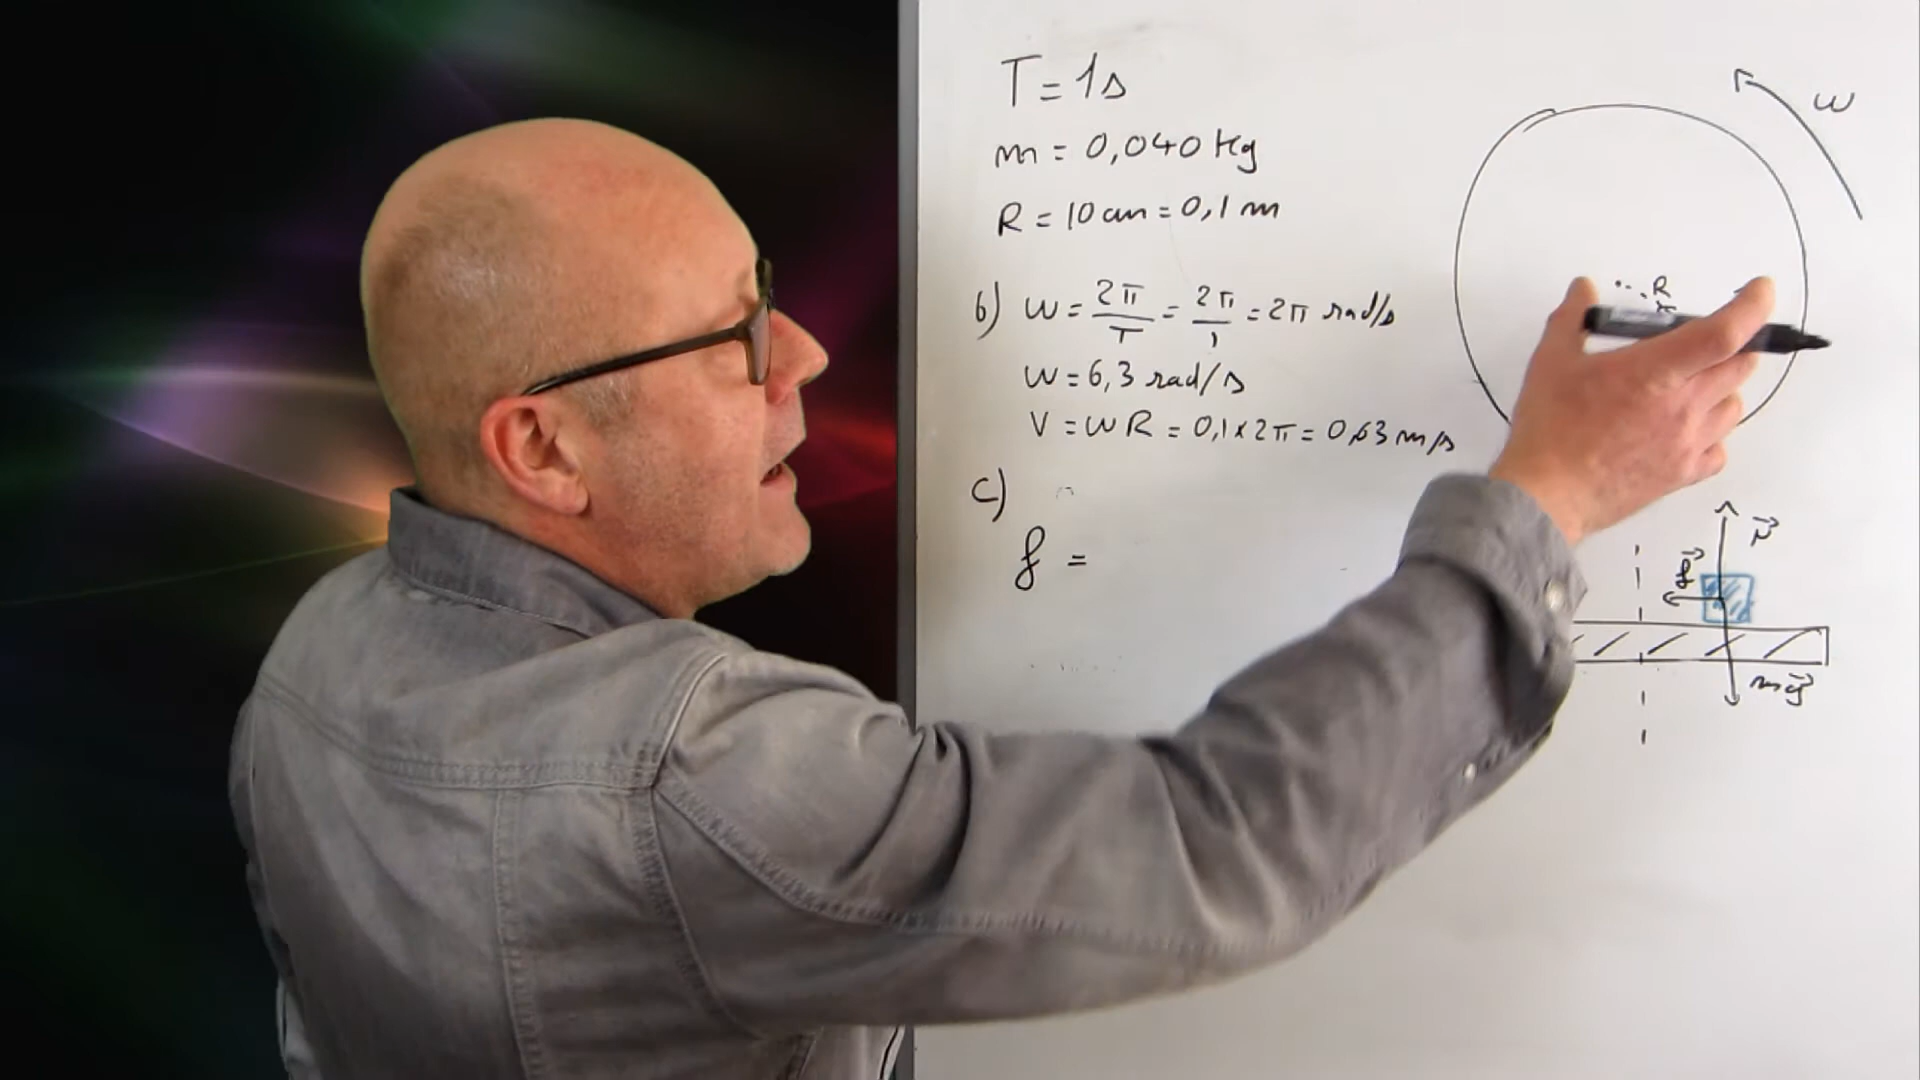 T = 1s
m = 0,040 Kg
R = 10 cm = 0,1 m
b) ω = 2π/T = 2π/1 = 2π rad/s
ω = 6,3 rad/s
V = ωR = 0,1 x 2π = 0,63 m/s
c)
f =
ω
R
N⃗
f⃗
mg⃗